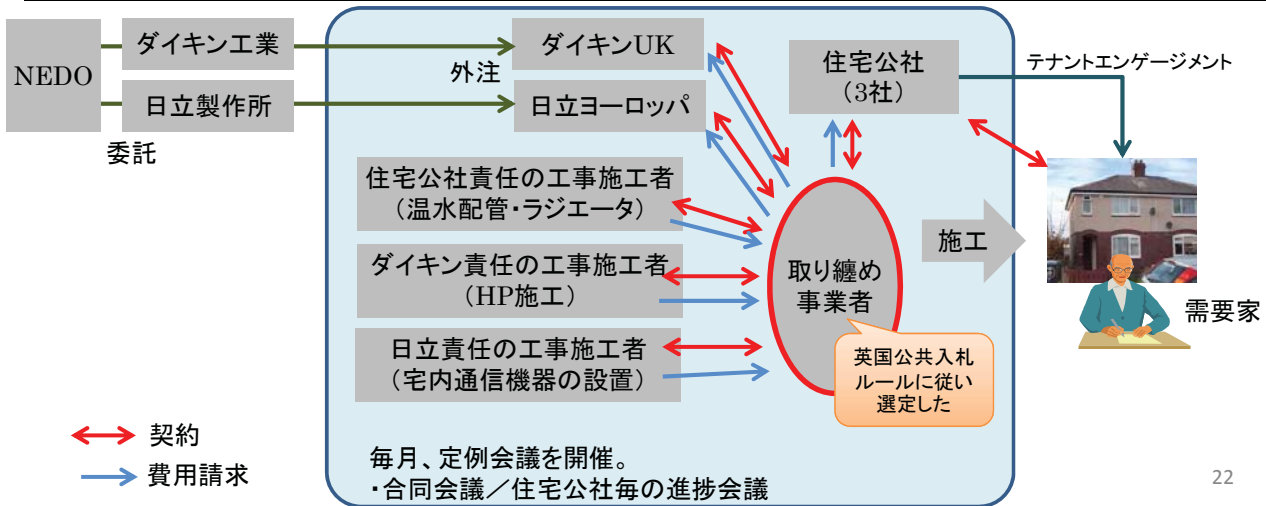 NEDO
ダイキン工業
日立製作所
委託
外注
ダイキンUK
日立ヨーロッパ
住宅公社
（3社）
テナントエンゲージメント
住宅公社責任の工事施工者
（温水配管・ラジエータ）
ダイキン責任の工事施工者
（HP施工）
日立責任の工事施工者
（宅内通信機器の設置）
取り纏め
事業者
英国公共入札
ルールに従い
選定した
施工
需要家
契約
費用請求
毎月、定例会議を開催。
・合同会議／住宅公社毎の進捗会議
22